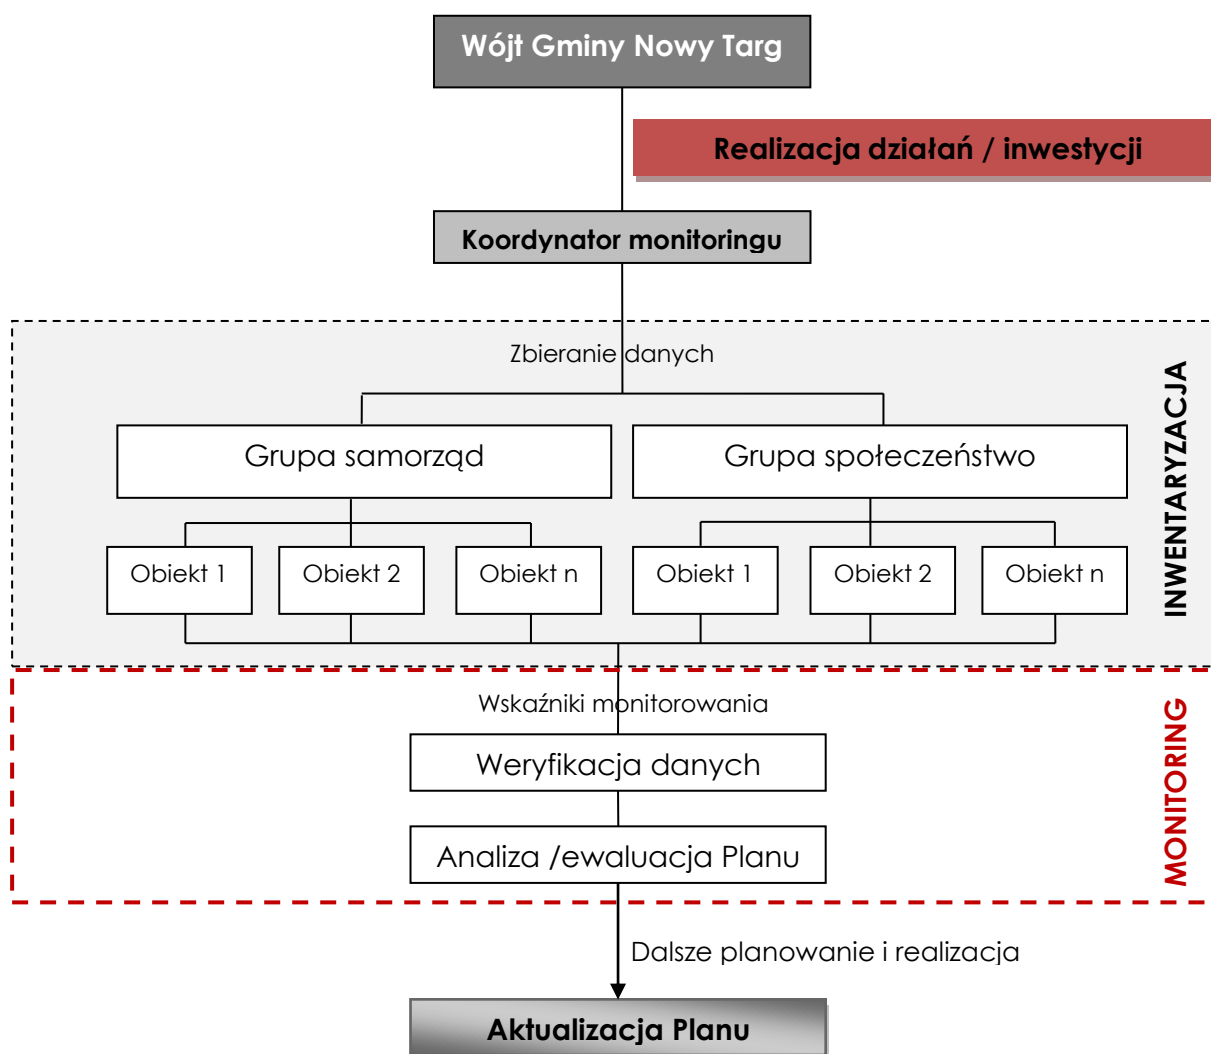 Wójt Gminy Nowy Targ
Realizacja działań / inwestycji
Koordynator monitoringu
Zbieranie danych
INWENTARYZACJA
Grupa samorząd
Grupa społeczeństwo
Obiekt 1
Obiekt 2
Obiekt n
Obiekt 1
Obiekt 2
Obiekt n
Wskaźniki monitorowania
MONITORING
Weryfikacja danych
Analiza /ewaluacja Planu
Dalsze planowanie i realizacja
Aktualizacja Planu